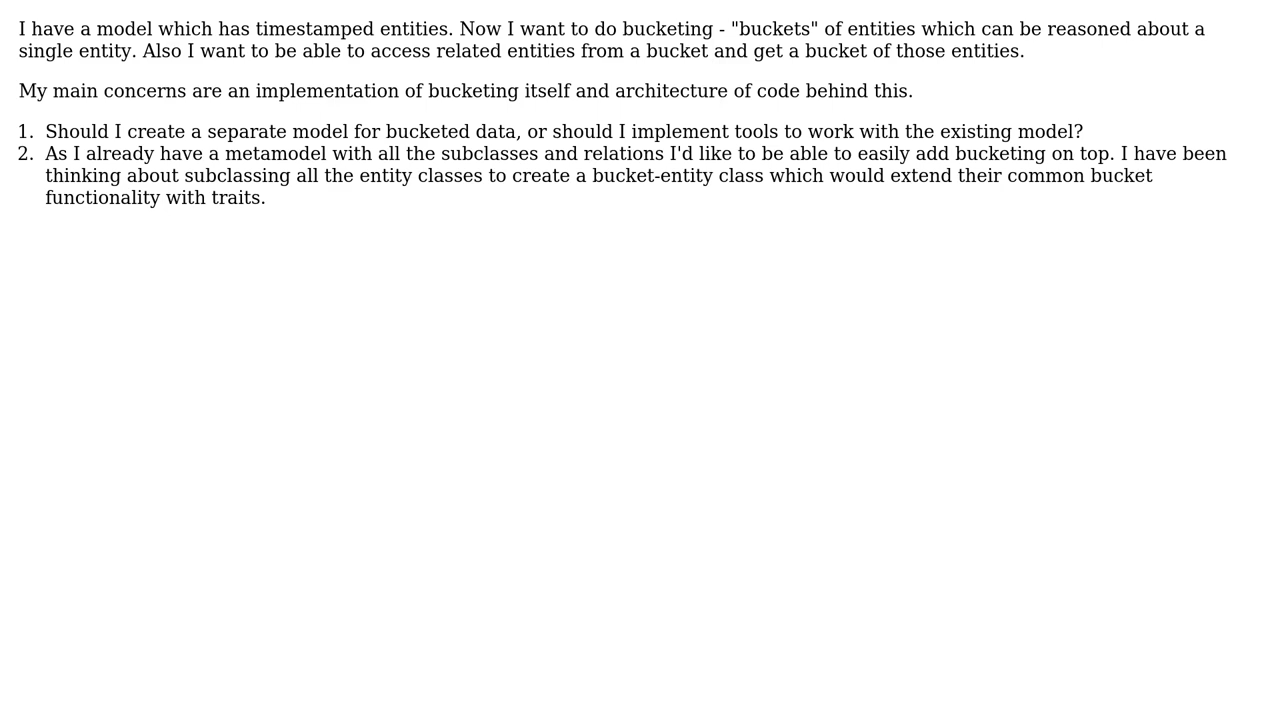 I have a model which has timestamped entities. Now I want to do bucketing - "buckets" of entities which can be reasoned about a
single entity. Also I want to be able to access related entities from a bucket and get a bucket of those entities.
My main concerns are an implementation of bucketing itself and architecture of code behind this.
1. Should I create a separate model for bucketed data, or should I implement tools to work with the existing model?
2. As I already have a metamodel with all the subclasses and relations I'd like to be able to easily add bucketing on top. I have been
thinking about subclassing all the entity classes to create a bucket-entity class which would extend their common bucket
functionality with traits.